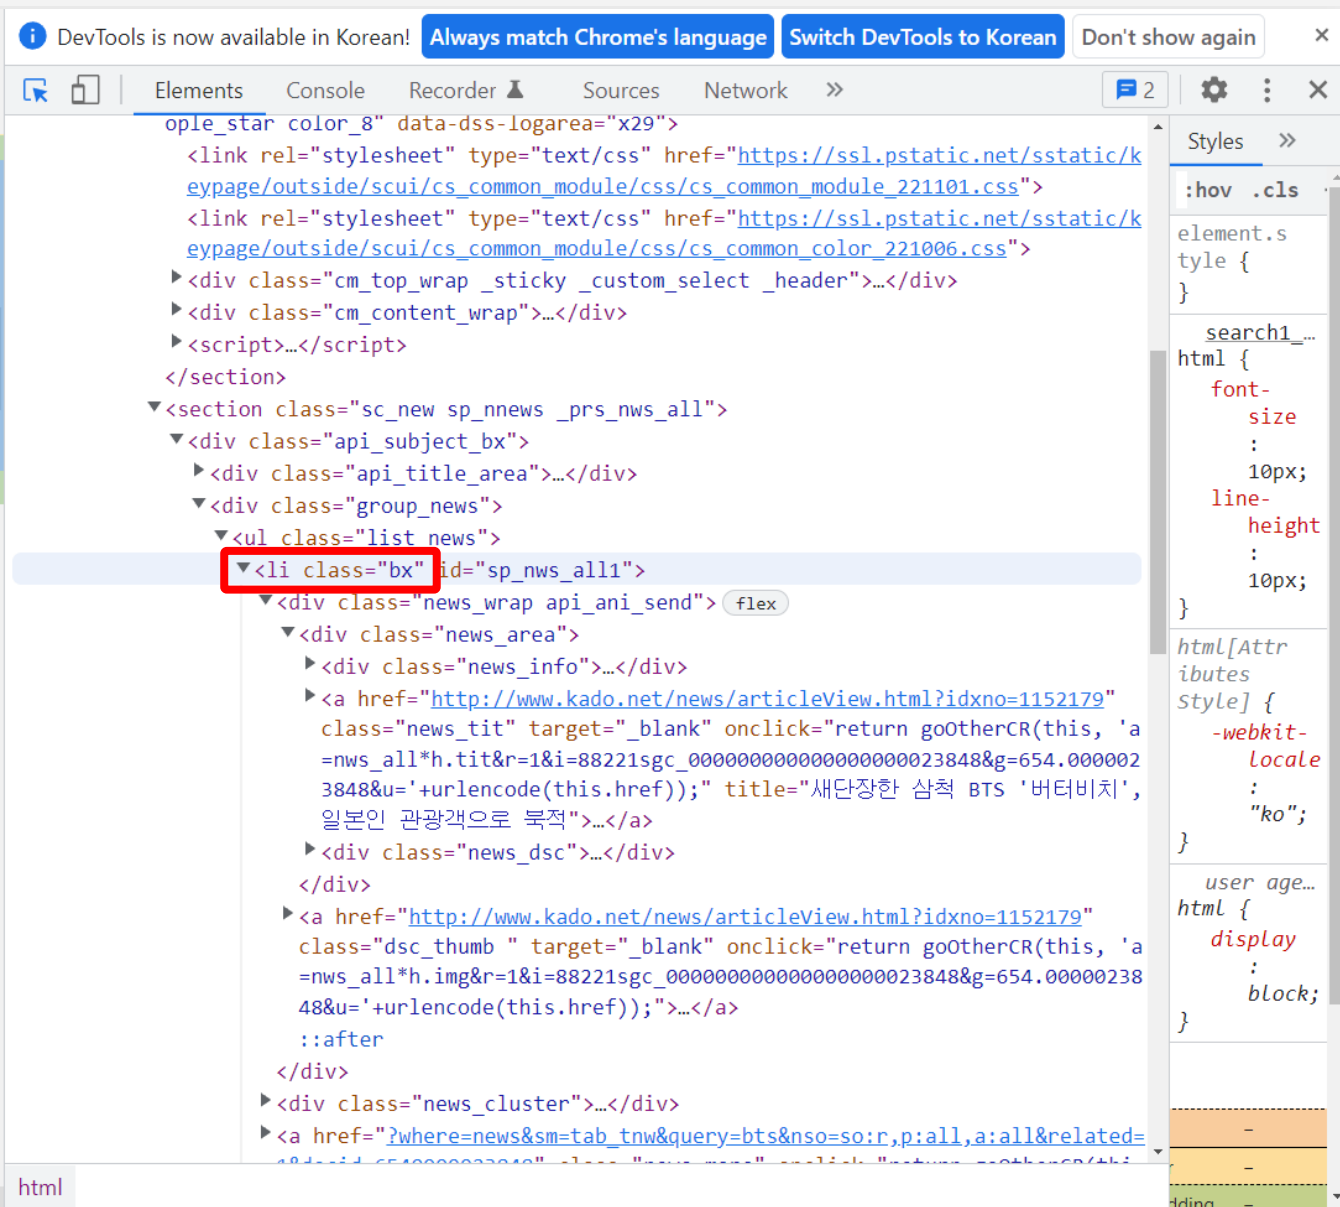 DevTools is now available in Korean! Always match Chrome's language Switch DevTools to Korean Don't show again
Elements Console Recorder Sources Network 2
ople_star color_8" data-dss-logarea="x29">
<link rel="stylesheet" type="text/css" href="https://ssl.pstatic.net/sstatic/k
eypage/outside/scui/cs_common_module/css/cs_common_module_221101.css">
<link rel="stylesheet" type="text/css" href="https://ssl.pstatic.net/sstatic/k
eypage/outside/scui/cs_common_module/css/cs_common_color_221006.css">
<div class="cm_top_wrap _sticky _custom_select _header">…</div>
<div class="cm_content_wrap">…</div>
<script>…</script>
</section>
<section class="sc_new sp_nnews _prs_nws_all">
<div class="api_subject_bx">
<div class="api_title_area">…</div>
<div class="group_news">
<ul class="list_news">
<li class="bx" id="sp_nws_all1">
<div class="news_wrap api_ani_send"> flex
<div class="news_area">
<div class="news_info">…</div>
<a href="http://www.kado.net/news/articleView.html?idxno=1152179"
class="news_tit" target="_blank" onclick="return goOtherCR(this, 'a
=nws_all*h.tit&r=1&i=88221sgc_000000000000000000023848&g=654.0000002
3848&u='+urlencode(this.href));" title="새단장한 삼척 BTS '버터비치',
일본인 관광객으로 북적">…</a>
<div class="news_dsc">…</div>
</div>
<a href="http://www.kado.net/news/articleView.html?idxno=1152179"
class="dsc_thumb " target="_blank" onclick="return goOtherCR(this, 'a
=nws_all*h.img&r=1&i=88221sgc_000000000000000000023848&g=654.00000238
48&u='+urlencode(this.href));">…</a>
::after
</div>
<div class="news_cluster">…</div>
<a href="?where=news&sm=tab_tnw&query=bts&nso=so:r,p:all,a:all&related=
html
Styles
:hov .cls
element.s
tyle {
}
search1_…
html {
font-
size
:
10px;
line-
height
:
10px;
}
html[Attr
ibutes
Style] {
-webkit-
locale
:
"ko";
}
user age…
html {
display
:
block;
}
–
–
–